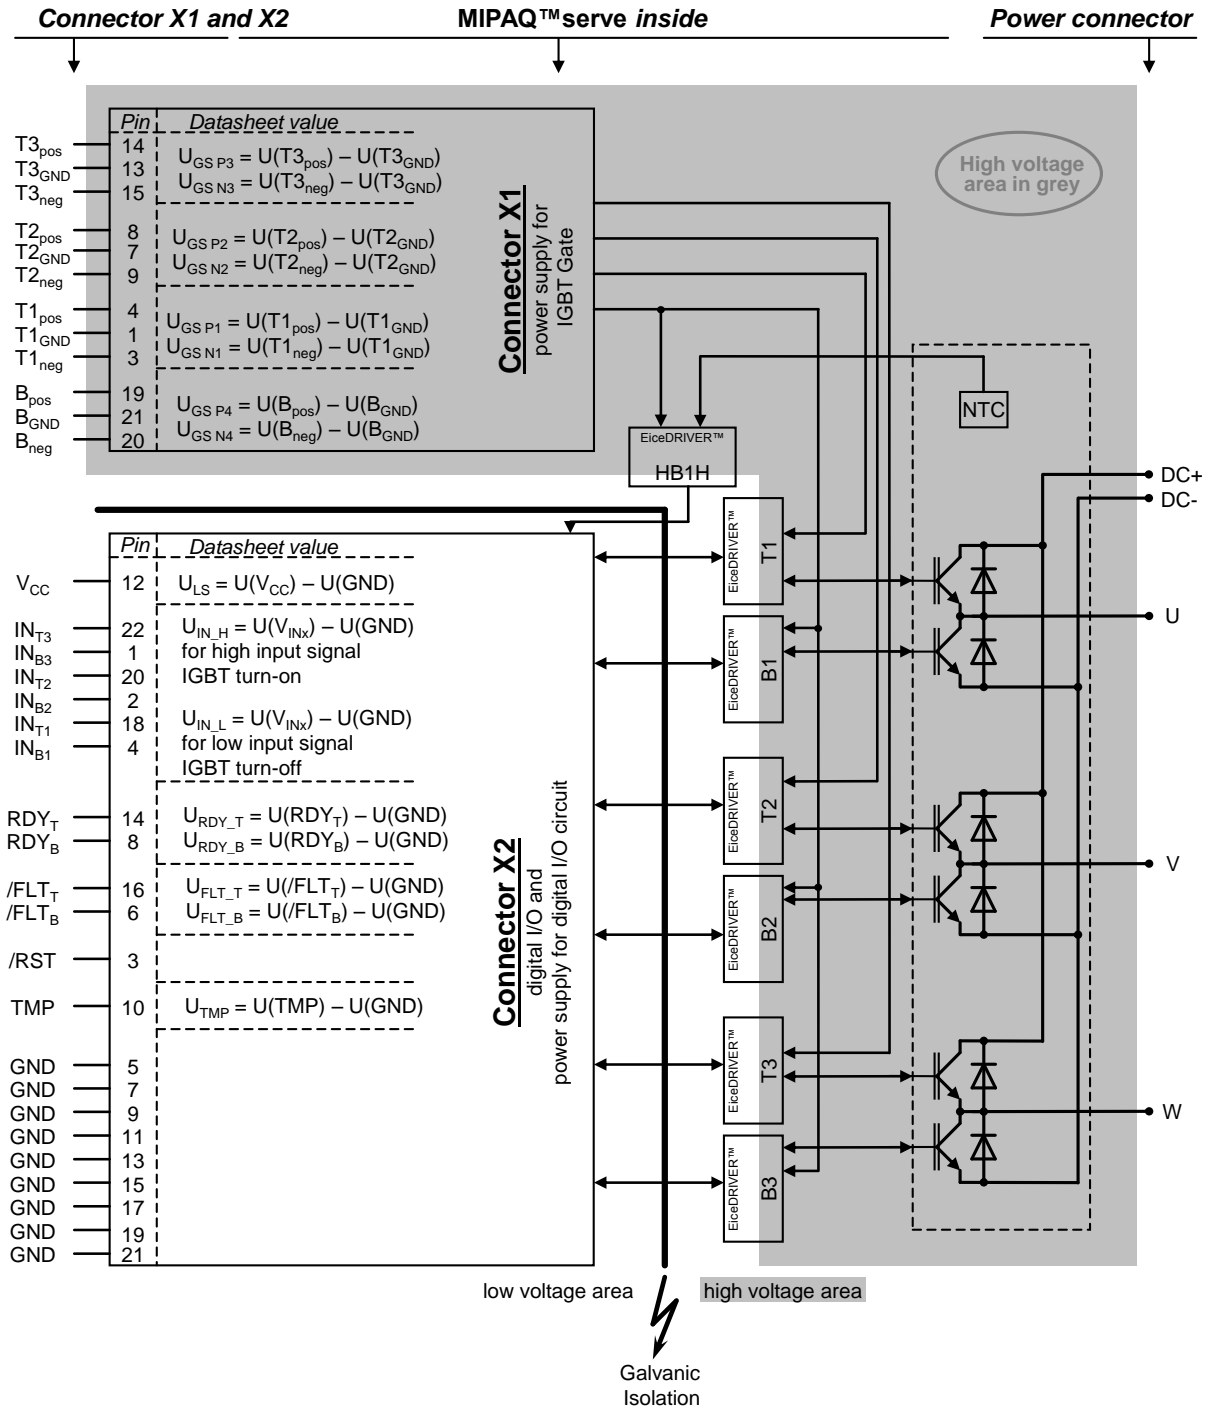 Connector X1 and X2 MIPAQ™serve inside Power connector
Pin Datasheet value
T3pos 14
T3GND 13
T3neg 15
UGS P3 = U(T3pos) – U(T3GND)
UGS N3 = U(T3neg) – U(T3GND)
T2pos 8
T2GND 7
T2neg 9
UGS P2 = U(T2pos) – U(T2GND)
UGS N2 = U(T2neg) – U(T2GND)
T1pos 4
T1GND 1
T1neg 3
UGS P1 = U(T1pos) – U(T1GND)
UGS N1 = U(T1neg) – U(T1GND)
Bpos 19
BGND 21
Bneg 20
UGS P4 = U(Bpos) – U(BGND)
UGS N4 = U(Bneg) – U(BGND)
Connector X1
power supply for
IGBT Gate
High voltage
area in grey
NTC
EiceDRIVER™
HB1H
DC+
DC-
Pin Datasheet value
VCC 12 ULS = U(VCC) – U(GND)
INT3 22
INB3 1
INT2 20
INB2 2
INT1 18
INB1 4
UIN_H = U(VINx) – U(GND)
for high input signal
IGBT turn-on
UIN_L = U(VINx) – U(GND)
for low input signal
IGBT turn-off
RDYT 14 URDY_T = U(RDYT) – U(GND)
RDYB 8 URDY_B = U(RDYB) – U(GND)
/FLTT 16 UFLT_T = U(/FLTT) – U(GND)
/FLTB 6 UFLT_B = U(/FLTB) – U(GND)
/RST 3
TMP 10 UTMP = U(TMP) – U(GND)
GND 5
GND 7
GND 9
GND 11
GND 13
GND 15
GND 17
GND 19
GND 21
Connector X2
digital I/O and
power supply for digital I/O circuit
EiceDRIVER™
T1
EiceDRIVER™
B1
EiceDRIVER™
T2
EiceDRIVER™
B2
EiceDRIVER™
T3
EiceDRIVER™
B3
U
V
W
low voltage area high voltage area
Galvanic
Isolation